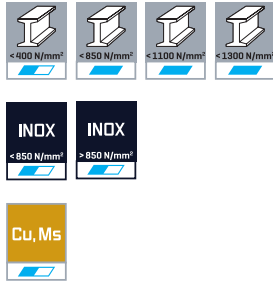 <400 N/mm² <850 N/mm² <1100 N/mm² <1300 N/mm²
INOX INOX
<850 N/mm² >850 N/mm²
Cu, Ms